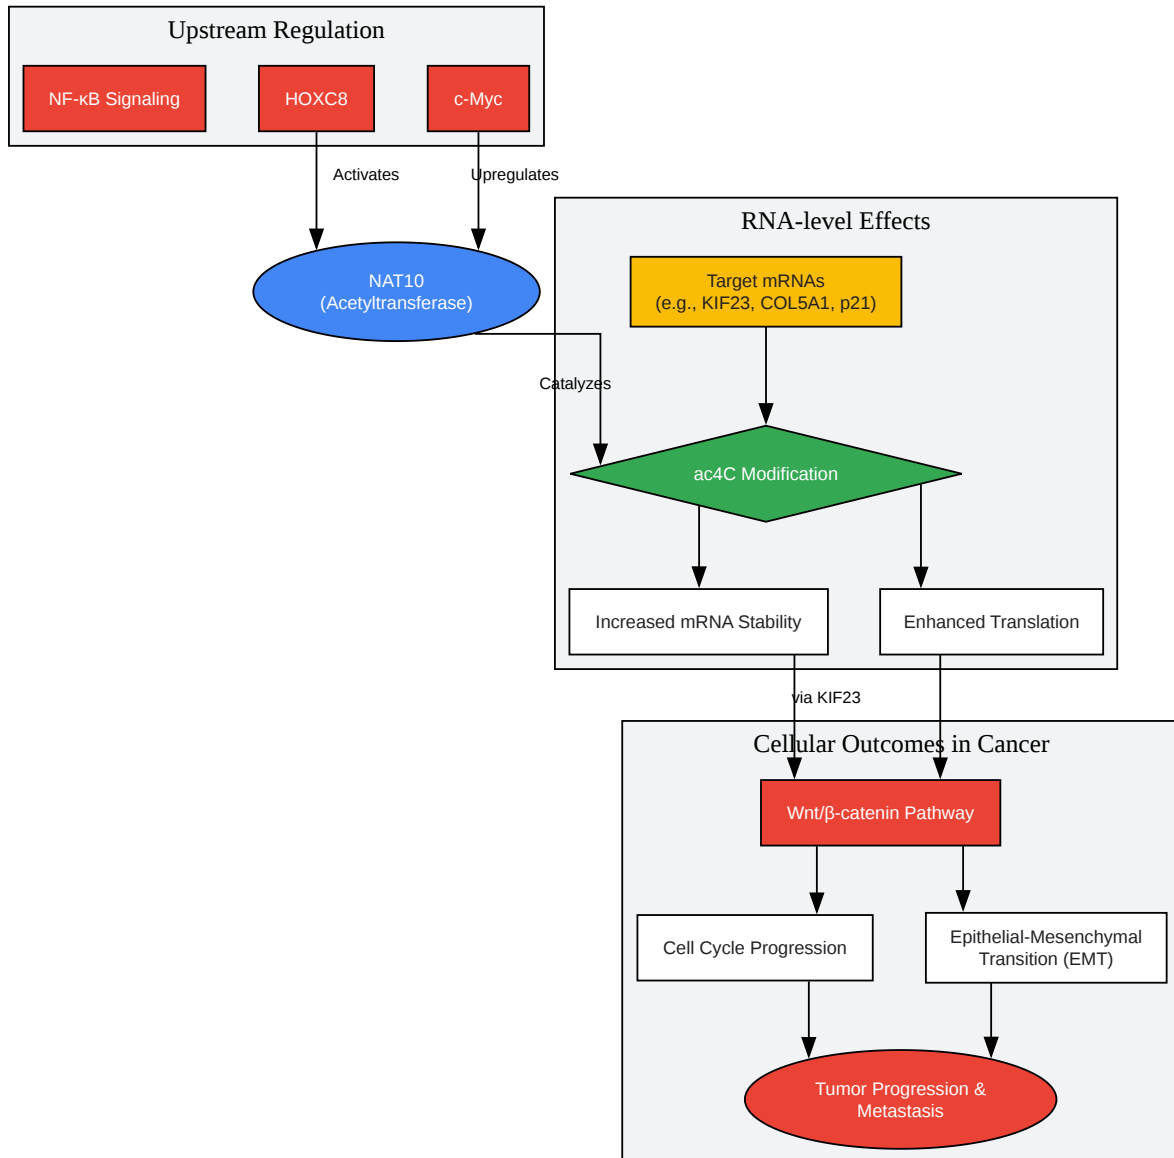 Upstream Regulation
NF-κB Signaling
HOXC8
c-Myc
Activates
Upregulates
NAT10
(Acetyltransferase)
RNA-level Effects
Target mRNAs
(e.g., KIF23, COL5A1, p21)
Catalyzes
ac4C Modification
Increased mRNA Stability
Enhanced Translation
via KIF23
Cellular Outcomes in Cancer
Wnt/β-catenin Pathway
Cell Cycle Progression
Epithelial-Mesenchymal
Transition (EMT)
Tumor Progression &
Metastasis